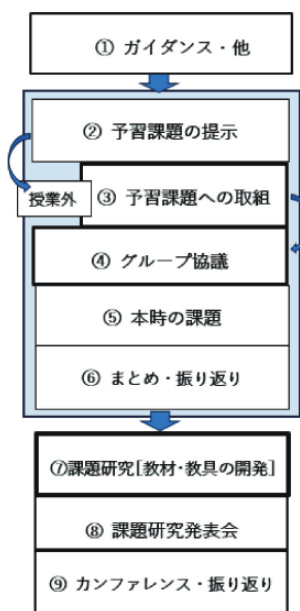 ① ガイダンス・他
② 予習課題の提示
授業外
③ 予習課題への取組
④ グループ協議
⑤ 本時の課題
⑥ まとめ・振り返り
⑦課題研究[教材・教具の開発]
⑧ 課題研究発表会
⑨ カンファレンス・振り返り